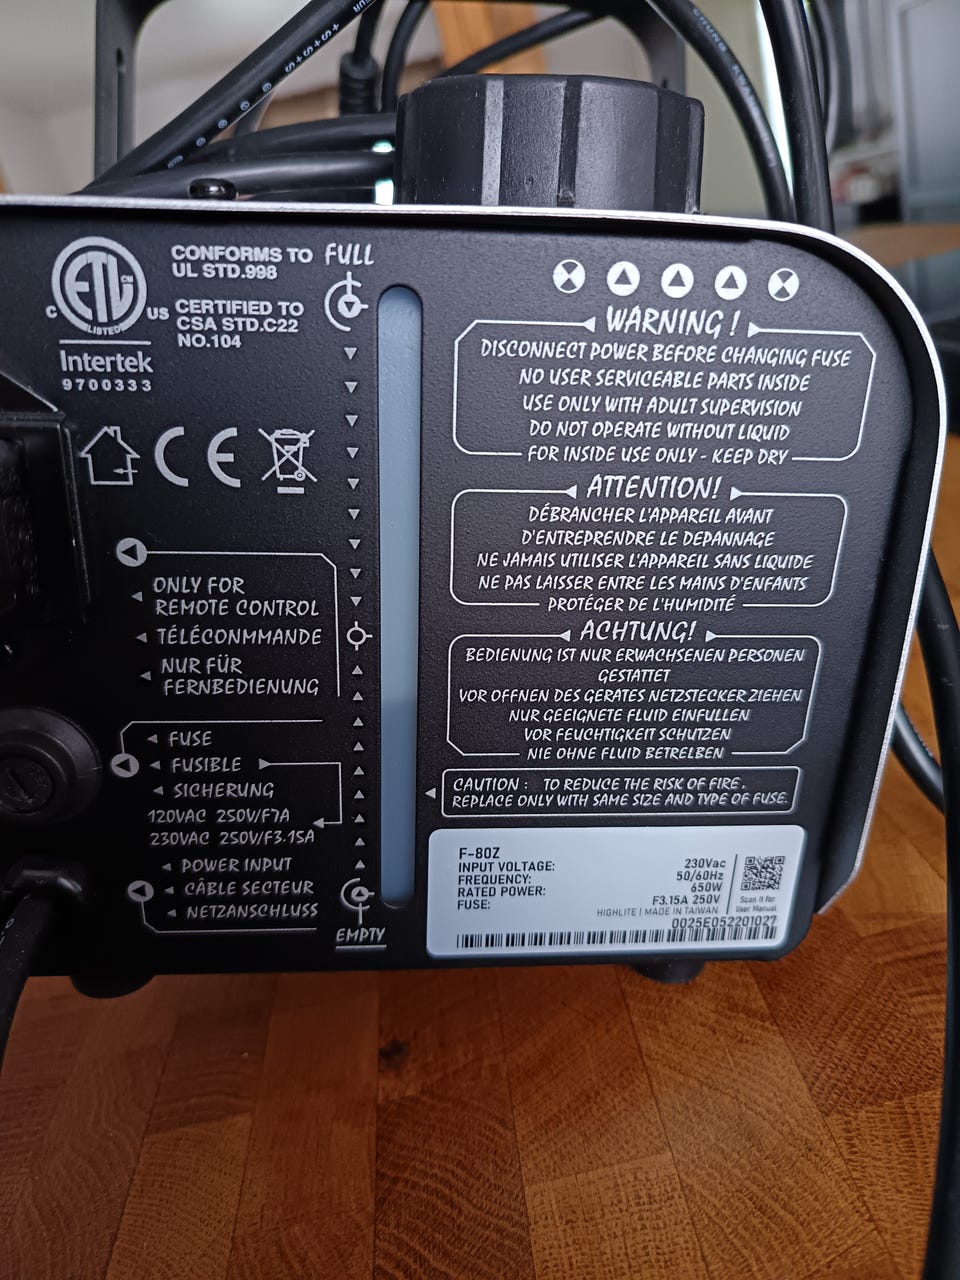 CONFORMS TO
UL STD.998
CERTIFIED TO
CSA STD.C22
NO.104
C ETL CM US
LISTED
Intertek
9700333
CE
ONLY FOR
REMOTE CONTROL
TÉLÉCONMMANDE
NUR FÜR
FERNBEDIENUNG
FUSE
FUSIBLE
SICHERUNG
120VAC 250V/F7A
230VAC 250V/F3.15A
POWER INPUT
CÂBLE SECTEUR
NETZANSCHLUSS
FULL
EMPTY
WARNING !
DISCONNECT POWER BEFORE CHANGING FUSE
NO USER SERVICEABLE PARTS INSIDE
USE ONLY WITH ADULT SUPERVISION
DO NOT OPERATE WITHOUT LIQUID
FOR INSIDE USE ONLY - KEEP DRY
ATTENTION!
DÉBRANCHER L'APPAREIL AVANT
D'ENTREPRENDRE LE DEPANNAGE
NE JAMAIS UTILISER L'APPAREIL SANS LIQUIDE
NE PAS LAISSER ENTRE LES MAINS D'ENFANTS
PROTÉGER DE L'HUMIDITÉ
ACHTUNG!
BEDIENUNG IST NUR ERWACHSENEN PERSONEN
GESTATTET
VOR OFFNEN DES GERATES NETZSTECKER ZIEHEN
NUR GEEIGNETE FLUID EINFULLEN
VOR FEUCHTIGKEIT SCHUTZEN
NIE OHNE FLUID BETRELBEN
CAUTION : TO REDUCE THE RISK OF FIRE,
REPLACE ONLY WITH SAME SIZE AND TYPE OF FUSE.
F-80Z
INPUT VOLTAGE: 230Vac
FREQUENCY: 50/60Hz
RATED POWER: 650W
FUSE: F3.15A 250V
HIGHLITE | MADE IN TAIWAN
Scan it for
User Manual
0025E052201027